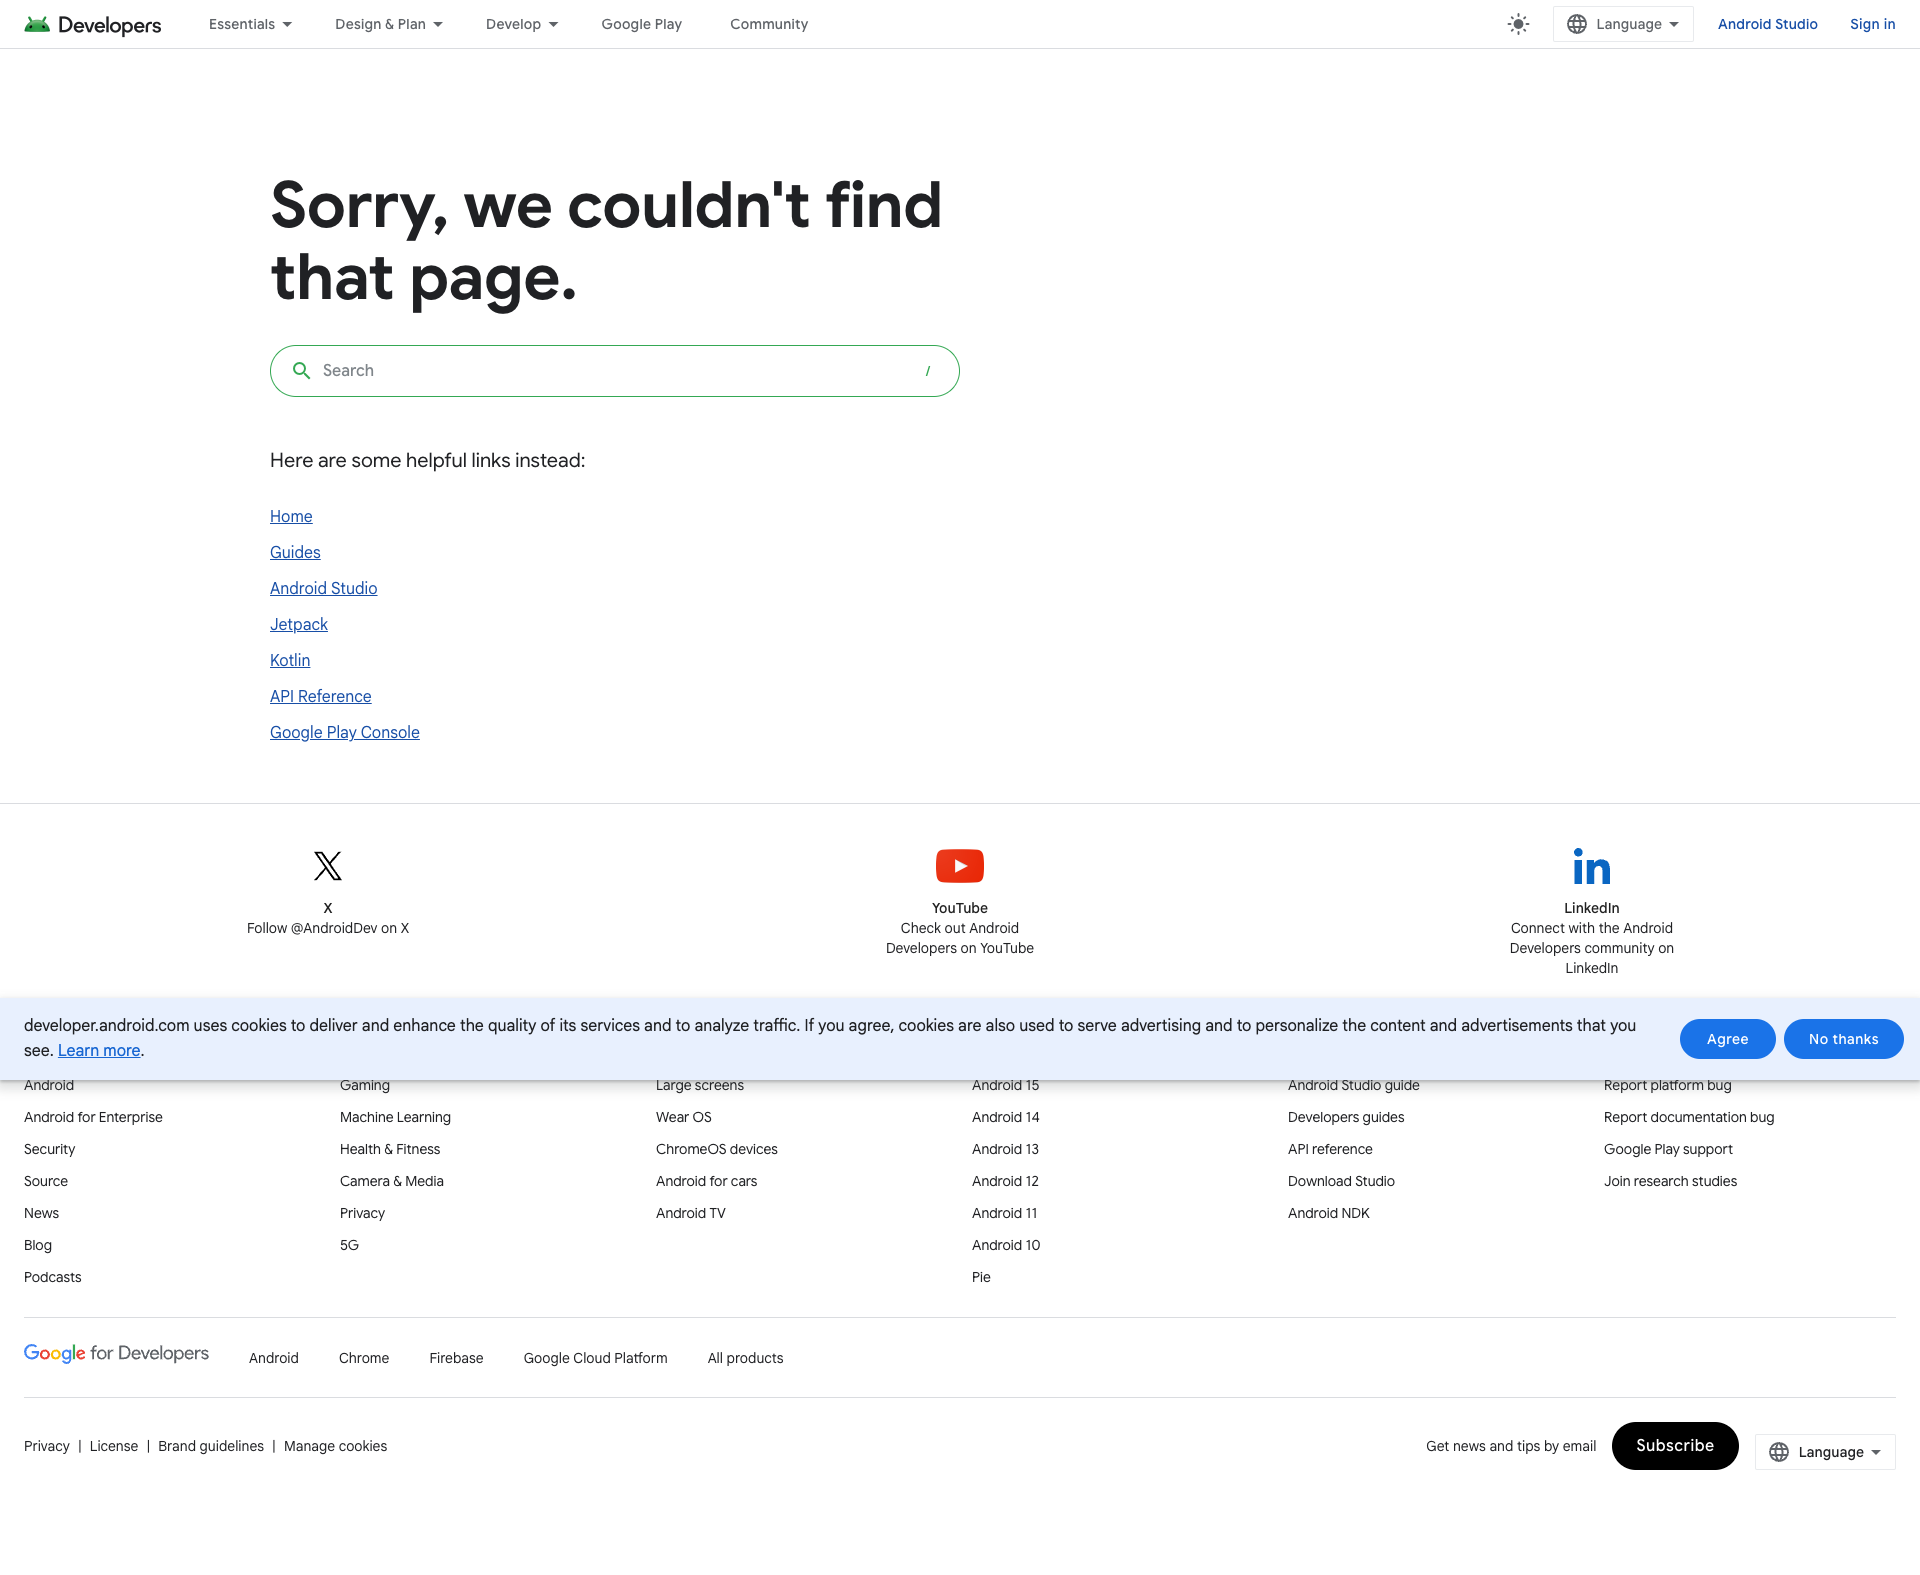 Developers
Essentials
Design & Plan
Develop
Google Play
Community
Language
Android Studio
Sign in
Sorry, we couldn't find
that page.
Search
/
Here are some helpful links instead:
Home
Guides
Android Studio
Jetpack
Kotlin
API Reference
Google Play Console
X
Follow @AndroidDev on X
YouTube
Check out Android
Developers on YouTube
LinkedIn
Connect with the Android
Developers community on
LinkedIn
developer.android.com uses cookies to deliver and enhance the quality of its services and to analyze traffic. If you agree, cookies are also used to serve advertising and to personalize the content and advertisements that you
see. Learn more.
Agree
No thanks
Android
Android for Enterprise
Security
Source
News
Blog
Podcasts
Gaming
Machine Learning
Health & Fitness
Camera & Media
Privacy
5G
Large screens
Wear OS
ChromeOS devices
Android for cars
Android TV
Android 15
Android 14
Android 13
Android 12
Android 11
Android 10
Pie
Android Studio guide
Developers guides
API reference
Download Studio
Android NDK
Report platform bug
Report documentation bug
Google Play support
Join research studies
Google for Developers
Android
Chrome
Firebase
Google Cloud Platform
All products
Privacy | License | Brand guidelines | Manage cookies
Get news and tips by email
Subscribe
Language